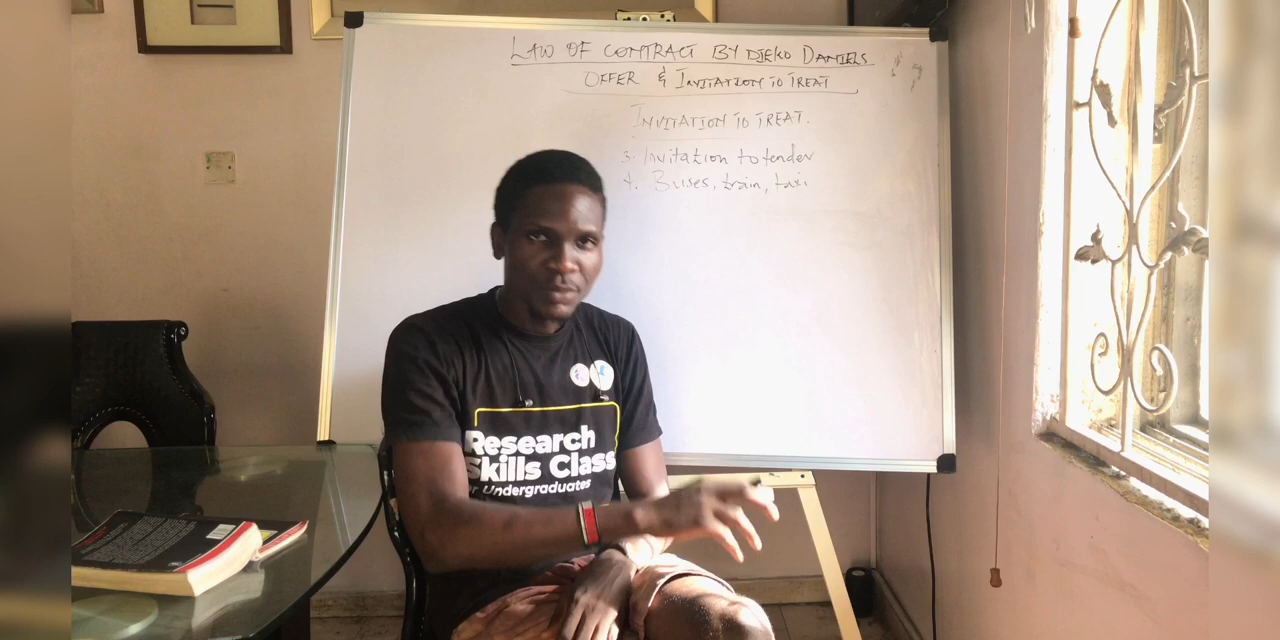 LAW OF CONTRACT BY DJEKO DANIELS
OFFER & INVITATION TO TREAT
INVITATION TO TREAT.
3. Invitation to tender
4. Buses, train, taxi
Research
Skills Class
r Undergraduates